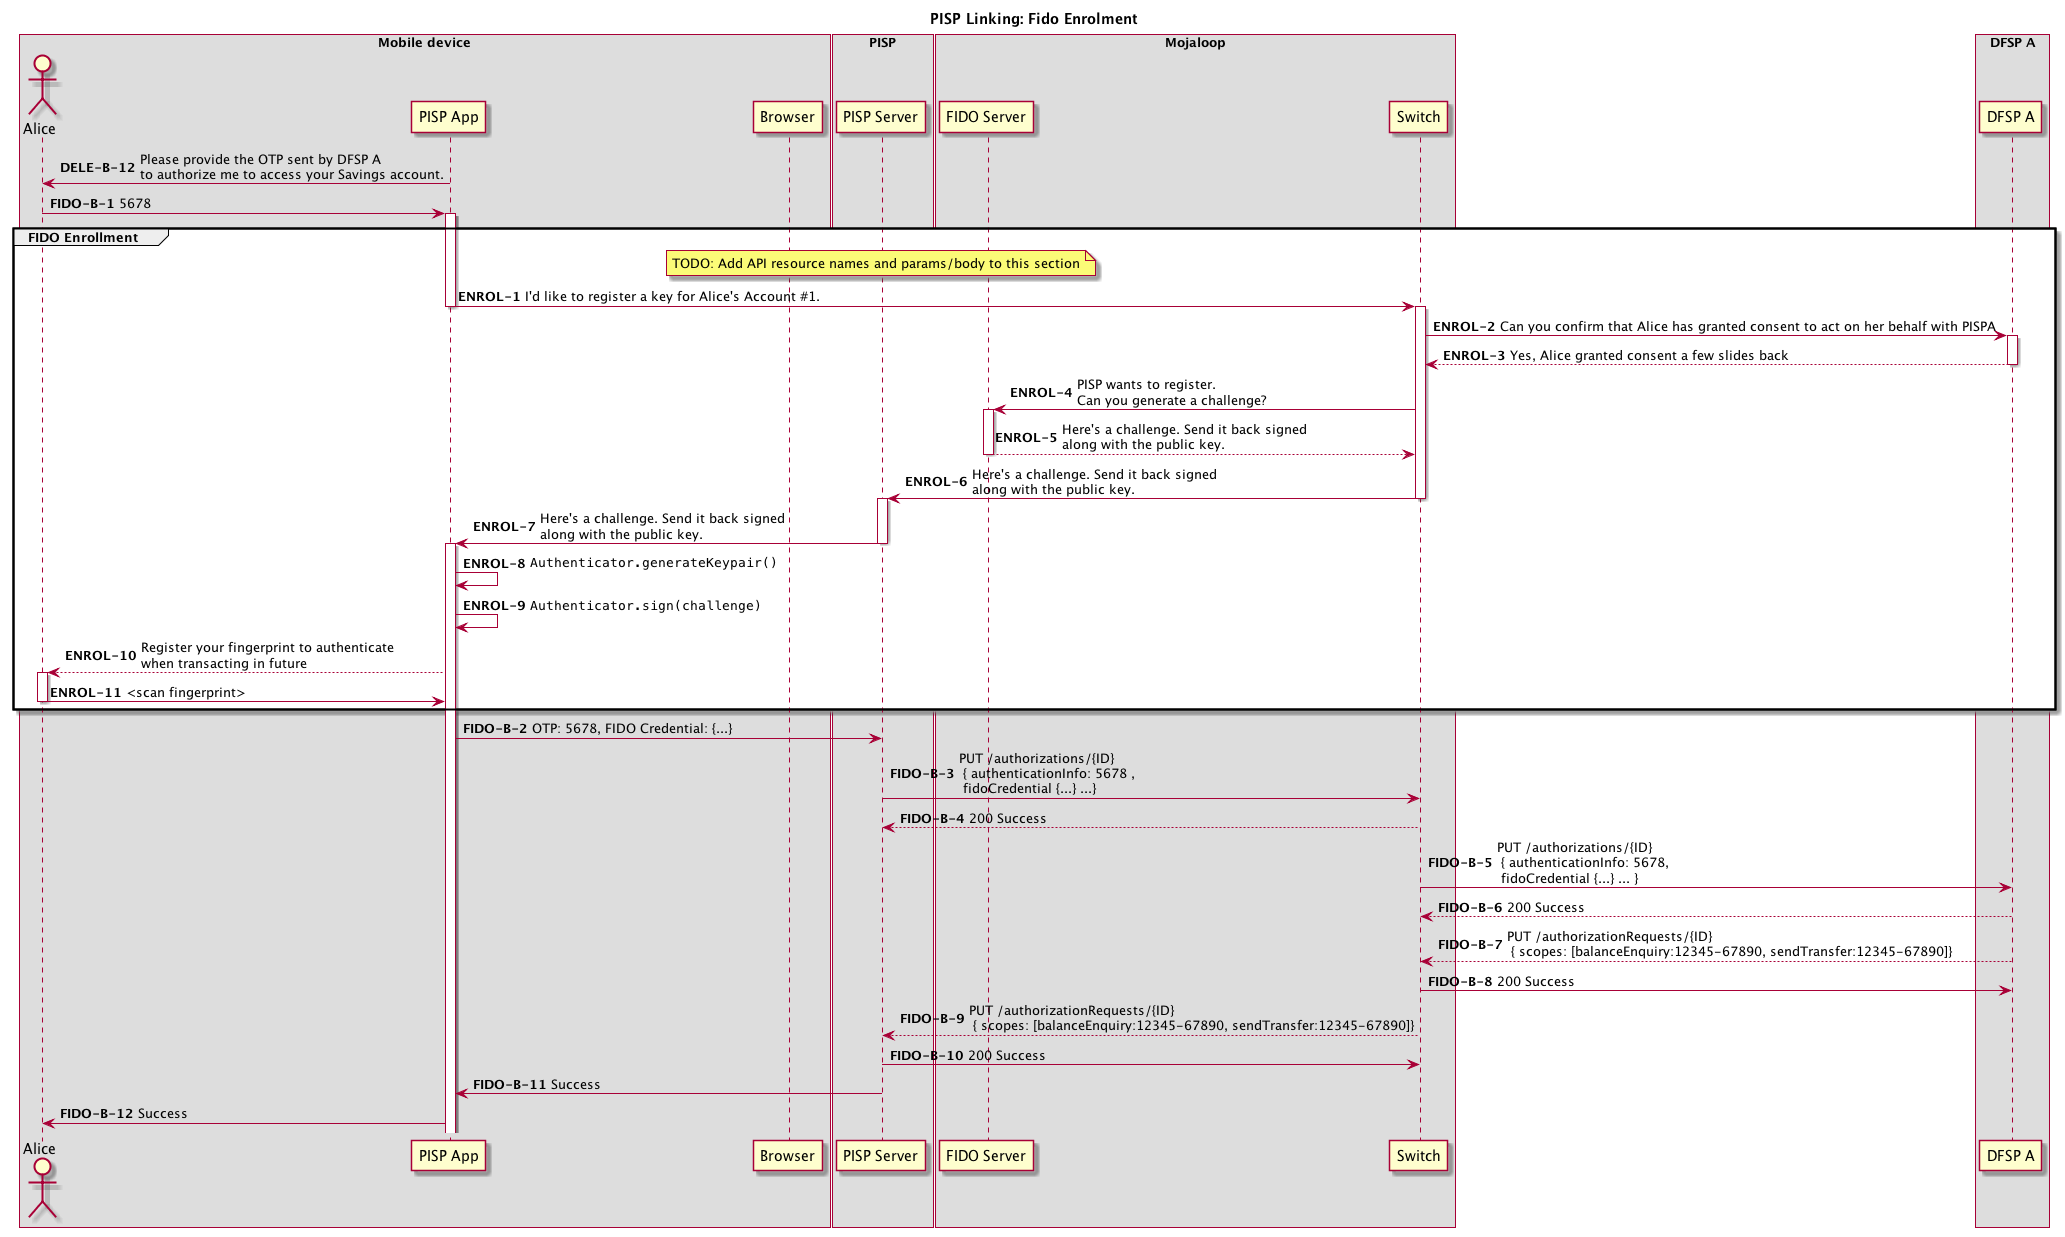 PISP Linking: Fido Enrolment
Mobile device
PISP
Mojaloop
DFSP A
Alice
PISP App
Browser
PISP Server
FIDO Server
Switch
DFSP A
DELE-B-12 Please provide the OTP sent by DFSP A
to authorize me to access your Savings account.
FIDO-B-1 5678
FIDO Enrollment
TODO: Add API resource names and params/body to this section
ENROL-1 I'd like to register a key for Alice's Account #1.
ENROL-2 Can you confirm that Alice has granted consent to act on her behalf with PISPA
ENROL-3 Yes, Alice granted consent a few slides back
ENROL-4 PISP wants to register.
Can you generate a challenge?
ENROL-5 Here's a challenge. Send it back signed
along with the public key.
ENROL-6 Here's a challenge. Send it back signed
along with the public key.
ENROL-7 Here's a challenge. Send it back signed
along with the public key.
ENROL-8 Authenticator.generateKeypair()
ENROL-9 Authenticator.sign(challenge)
ENROL-10 Register your fingerprint to authenticate
when transacting in future
ENROL-11 <scan fingerprint>
FIDO-B-2 OTP: 5678, FIDO Credential: {...}
FIDO-B-3 PUT /authorizations/{ID}
{ authenticationInfo: 5678 ,
fidoCredential {...} ...}
FIDO-B-4 200 Success
FIDO-B-5 PUT /authorizations/{ID}
{ authenticationInfo: 5678,
fidoCredential {...} ... }
FIDO-B-6 200 Success
FIDO-B-7 PUT /authorizationRequests/{ID}
{ scopes: [balanceEnquiry:12345-67890, sendTransfer:12345-67890]}
FIDO-B-8 200 Success
FIDO-B-9 PUT /authorizationRequests/{ID}
{ scopes: [balanceEnquiry:12345-67890, sendTransfer:12345-67890]}
FIDO-B-10 200 Success
FIDO-B-11 Success
FIDO-B-12 Success
Alice
PISP App
Browser
PISP Server
FIDO Server
Switch
DFSP A